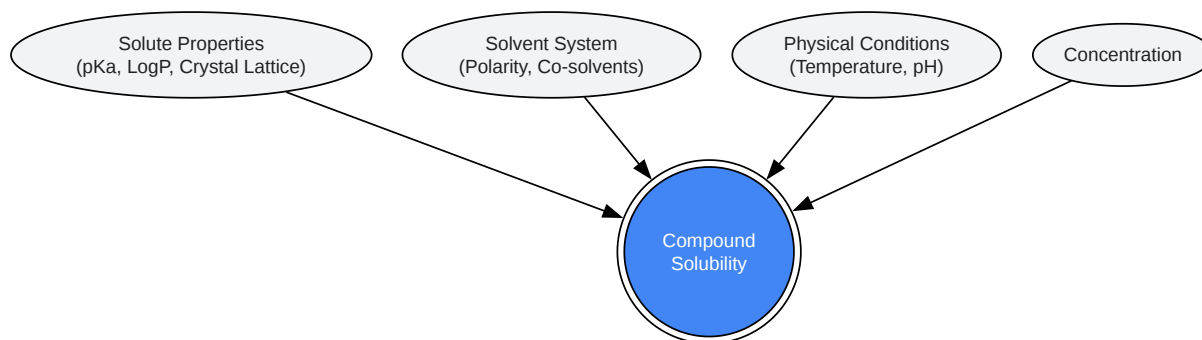 Solute Properties
(pKa, LogP, Crystal Lattice)
Solvent System
(Polarity, Co-solvents)
Physical Conditions
(Temperature, pH)
Concentration
Compound
Solubility